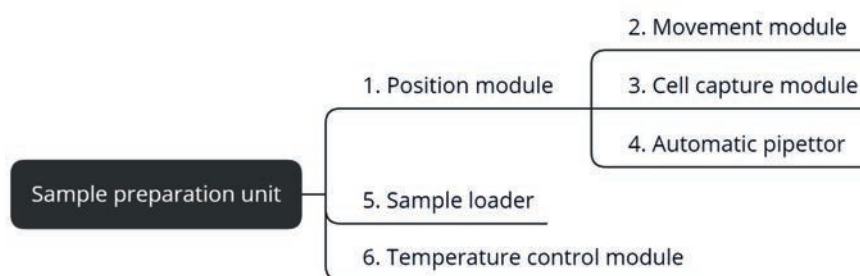 Sample preparation unit
1. Position module
2. Movement module
3. Cell capture module
4. Automatic pipettor
5. Sample loader
6. Temperature control module